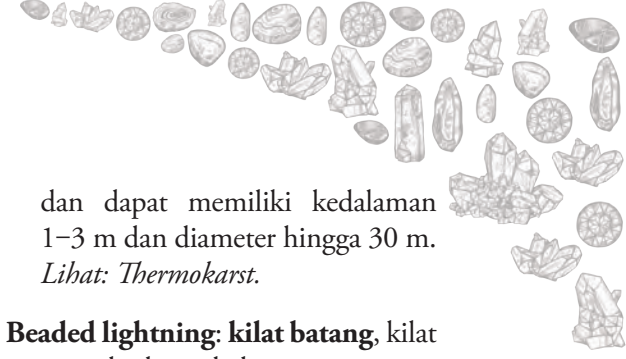 dan dapat memiliki kedalaman
1–3 m dan diameter hingga 30 m.
Lihat: Thermokarst.
Beaded lightning: kilat batang, kilat